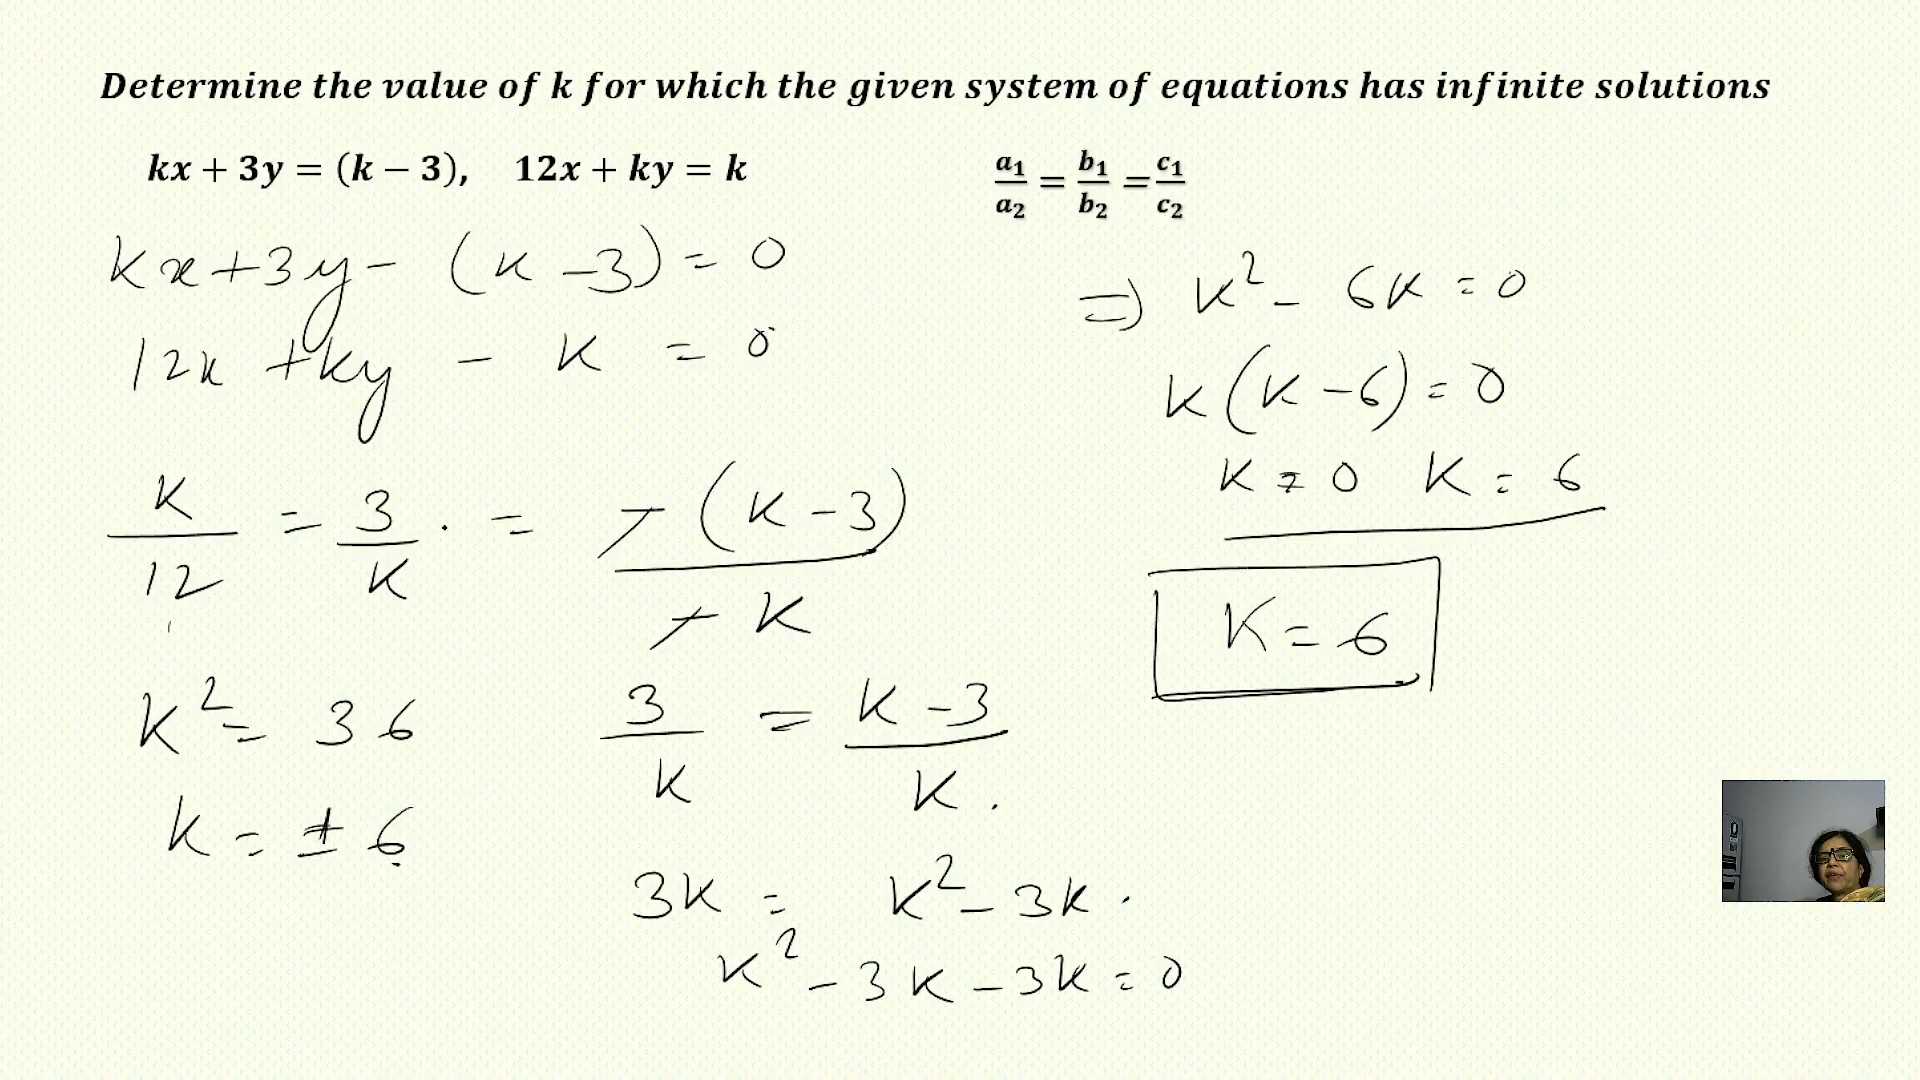 Determine the value of k for which the given system of equations has infinite solutions
kx + 3y = (k − 3),   12x + ky = k
a₁/a₂ = b₁/b₂ = c₁/c₂
kx + 3y − (k − 3) = 0
12x + ky − k = 0
k/12 = 3/k . = −(k − 3)/−k
k² = 36
k = ± 6
3/k = k − 3/k .
3k = k² − 3k .
k² − 3k − 3k = 0
⇒ k² − 6k = 0
k(k − 6) = 0
k = 0 k = 6
k = 6